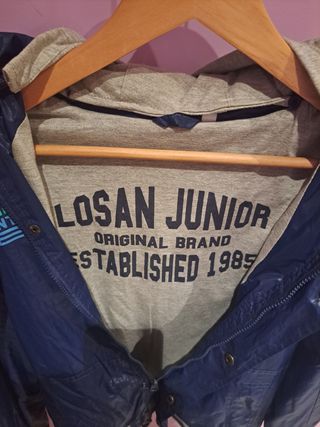 LOSAN JUNIOR
ORIGINAL BRAND
ESTABLISHED 1985